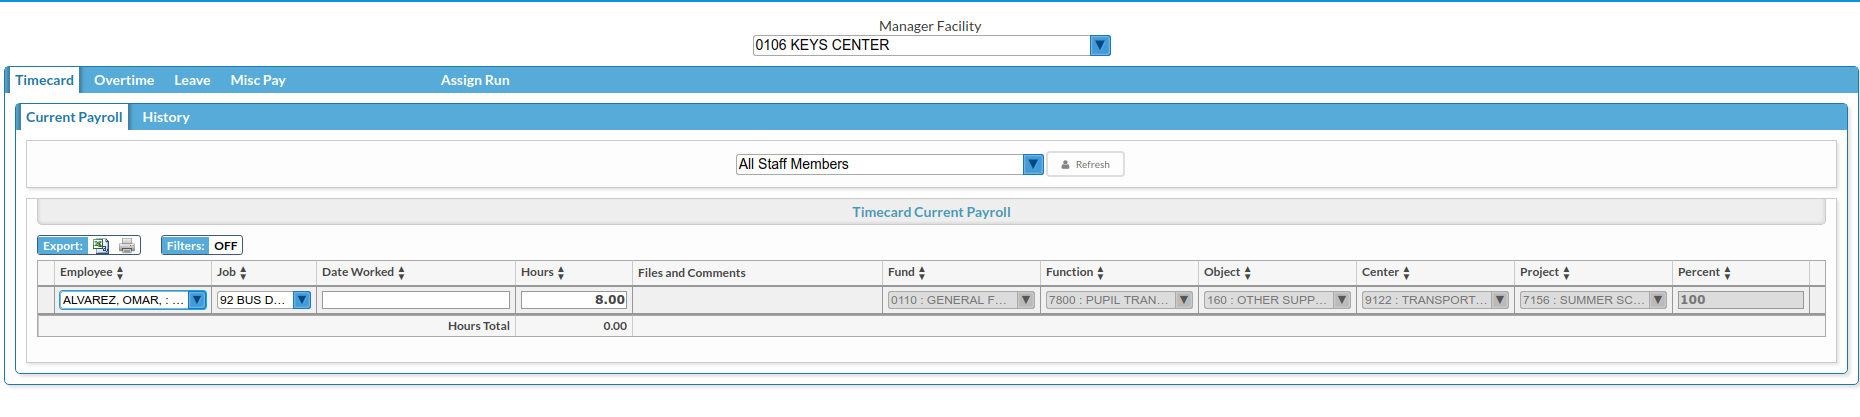 Manager Facility
0106 KEYS CENTER
Timecard Overtime Leave Misc Pay Assign Run
Current Payroll History
All Staff Members Refresh
Timecard Current Payroll
Export: Filters: OFF
Employee Job Date Worked Hours Files and Comments Fund Function Object Center Project Percent
ALVAREZ, OMAR, : ... 92 BUS D... 8.00 0110 : GENERAL F... 7800 : PUPIL TRAN... 160 : OTHER SUPP... 9122 : TRANSPORT... 7156 : SUMMER SC... 100
Hours Total 0.00